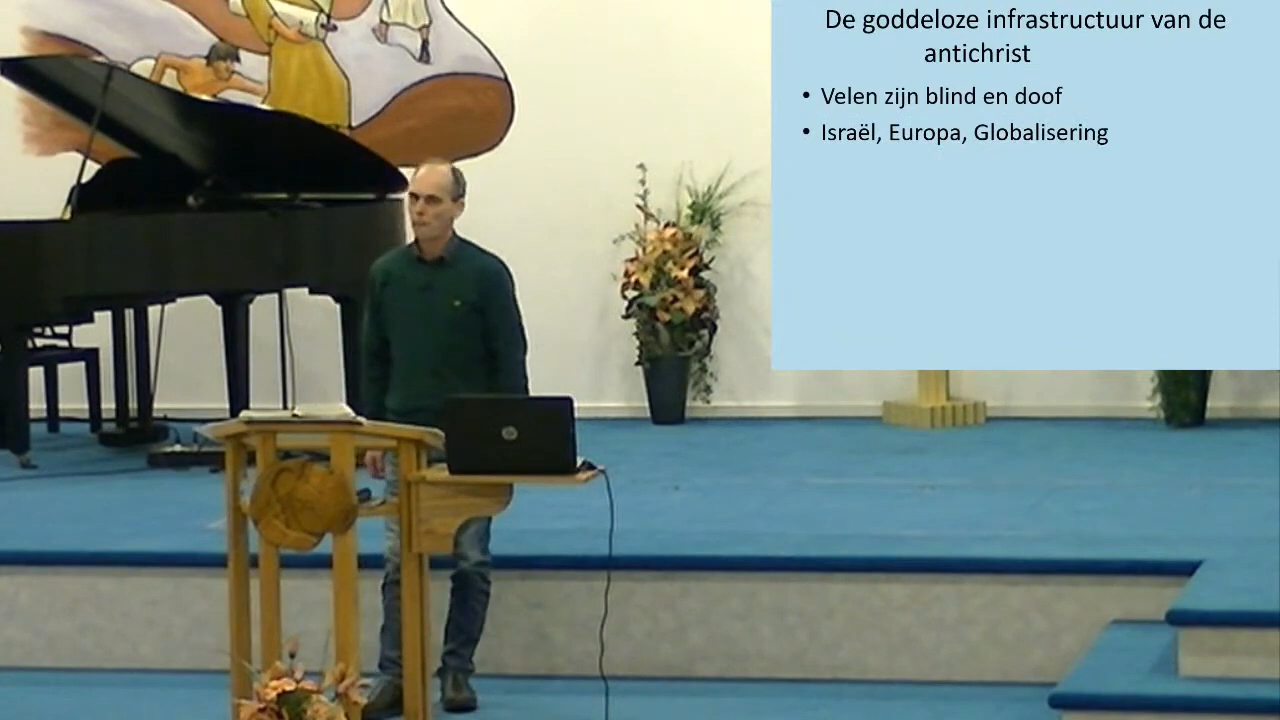 De goddeloze infrastructuur van de
antichrist
• Velen zijn blind en doof
• Israël, Europa, Globalisering